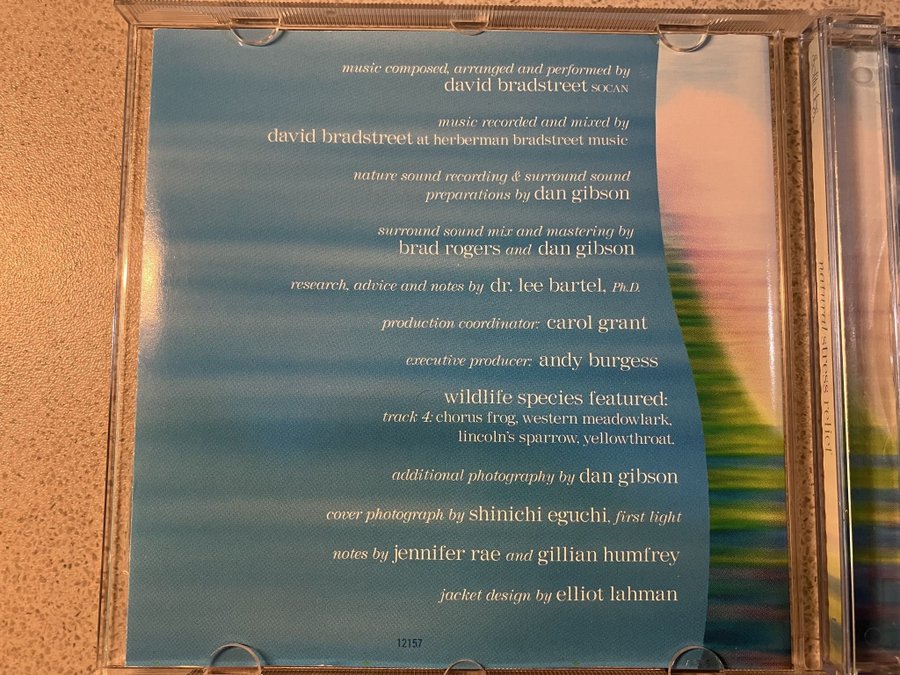 music composed, arranged and performed by
david bradstreet SOCAN
music recorded and mixed by
david bradstreet at herberman bradstreet music
nature sound recording & surround sound
preparations by dan gibson
surround sound mix and mastering by
brad rogers and dan gibson
research, advice and notes by dr. lee bartel, Ph.D.
production coordinator: carol grant
executive producer: andy burgess
wildlife species featured:
track 4: chorus frog, western meadowlark,
lincoln's sparrow, yellowthroat.
additional photography by dan gibson
cover photograph by shinichi eguchi, first light
notes by jennifer rae and gillian humfrey
jacket design by elliot lahman
12157
natural stress relief